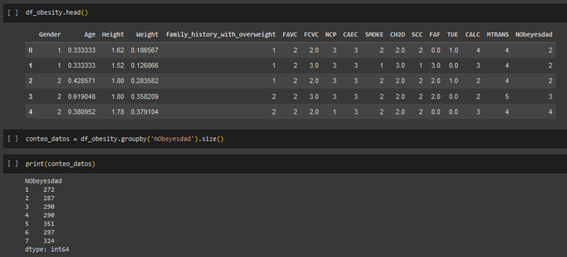 [ ] df_obesity.head()
Gender Age Height Weight family_history_with_overweight FAVC FCVC NCP CAEC SMOKE CH2O SCC FAF TUE CALC MTRANS NObeyesdad
0 1 0.333333 1.62 0.186567 1 2 2.0 3 3 2 2.0 2 0.0 1.0 4 4 2
1 1 0.333333 1.52 0.126866 1 2 3.0 3 3 1 3.0 1 3.0 0.0 3 4 2
2 2 0.428571 1.80 0.283582 1 2 2.0 3 3 2 2.0 2 2.0 1.0 2 4 2
3 2 0.619048 1.80 0.358209 2 2 3.0 3 3 2 2.0 2 2.0 0.0 2 5 3
4 2 0.380952 1.78 0.379104 2 2 2.0 1 3 2 2.0 2 0.0 0.0 3 4 4
[ ] conteo_datos = df_obesity.groupby('NObeyesdad').size()
[ ] print(conteo_datos)
NObeyesdad
1 272
2 287
3 290
4 290
5 351
6 297
7 324
dtype: int64